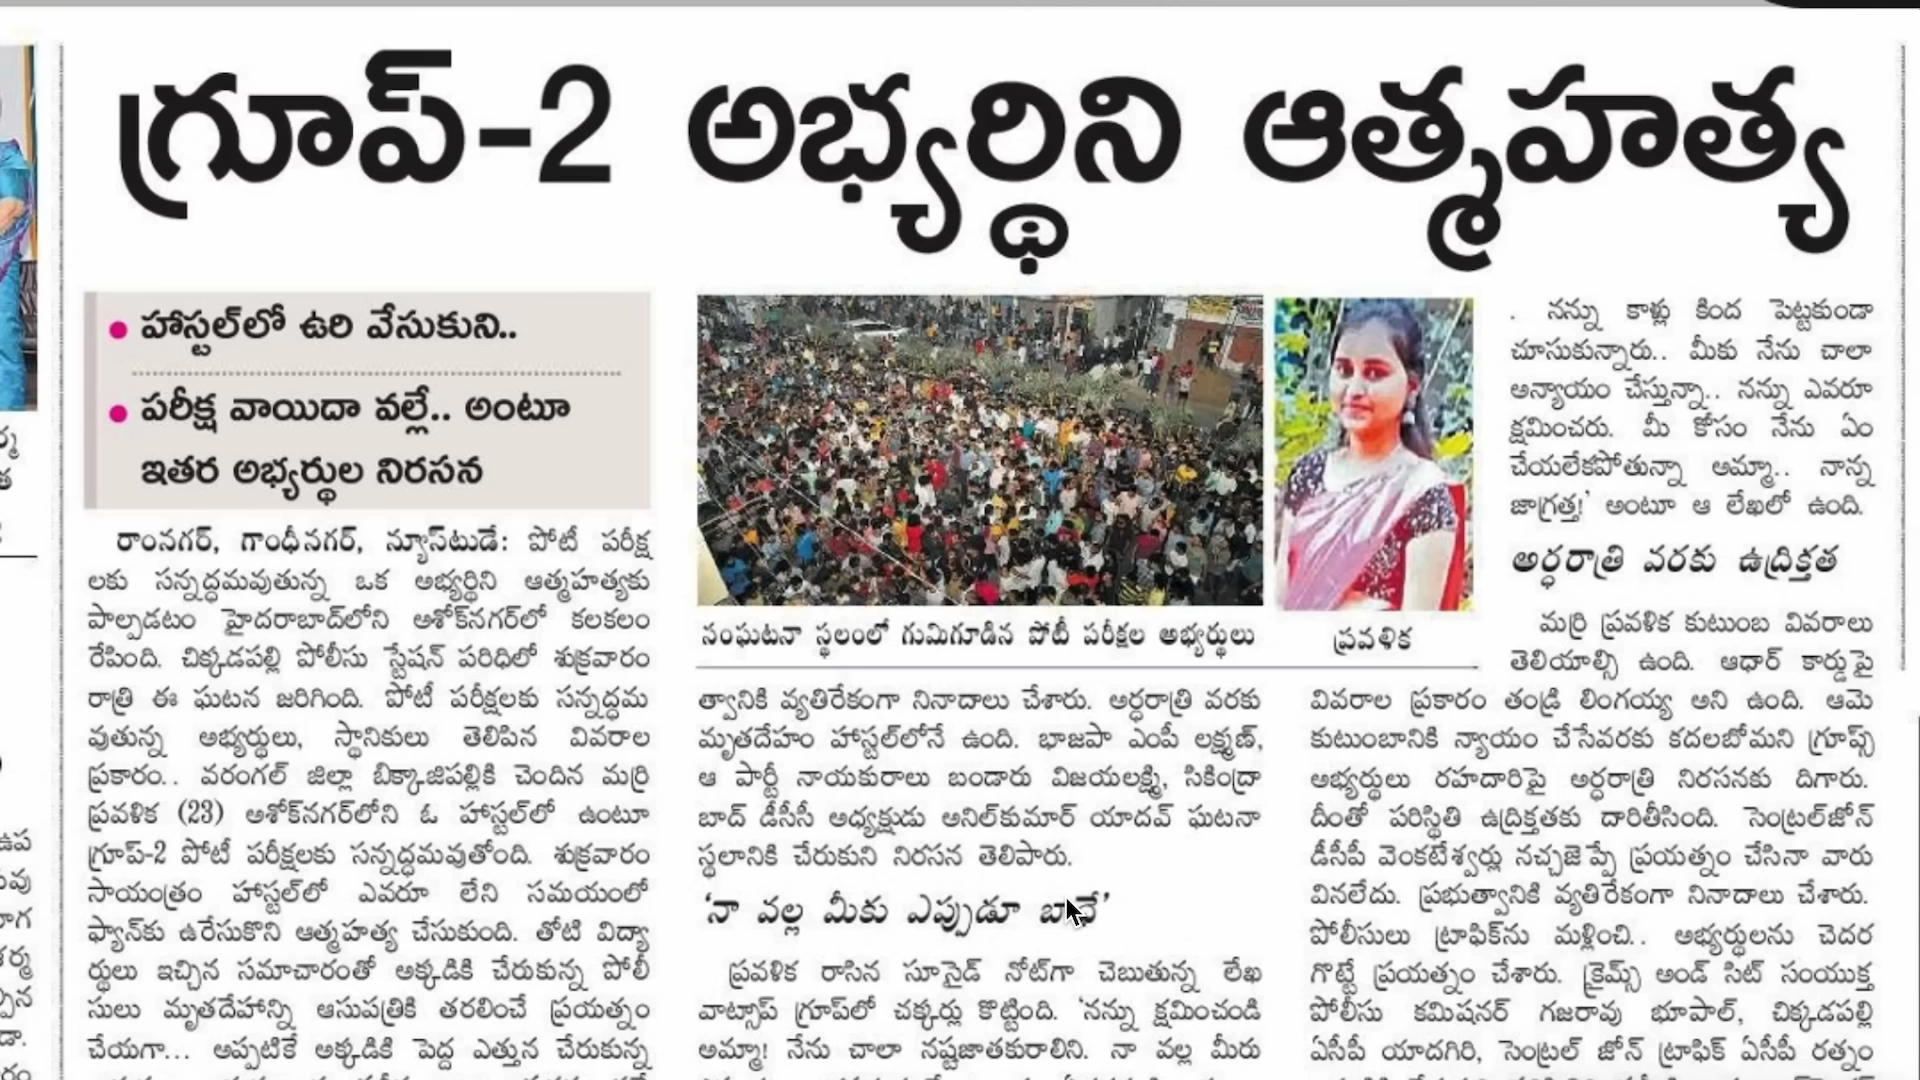 గ్రూప్-2 అభ్యర్థిని ఆత్మహత్య
● హాస్టల్‌లో ఉరి వేసుకుని..
● పరీక్ష వాయిదా వల్లే.. అంటూ
ఇతర అభ్యర్థుల నిరసన
రాంనగర్, గాంధీనగర్, న్యూస్‌టుడే: పోటీ పరీక్ష
లకు సన్నద్ధమవుతున్న ఒక అభ్యర్థిని ఆత్మహత్యకు
పాల్పడటం హైదరాబాద్‌లోని అశోక్‌నగర్‌లో కలకలం
రేపింది. చిక్కడపల్లి పోలీసు స్టేషన్ పరిధిలో శుక్రవారం
రాత్రి ఈ ఘటన జరిగింది. పోటీ పరీక్షలకు సన్నద్ధమ
వుతున్న అభ్యర్థులు, స్థానికులు తెలిపిన వివరాల
ప్రకారం.. వరంగల్ జిల్లా బిక్కాజిపల్లికి చెందిన మర్రి
ప్రవళిక (23) అశోక్‌నగర్‌లోని ఓ హాస్టల్‌లో ఉంటూ
గ్రూప్-2 పోటీ పరీక్షలకు సన్నద్ధమవుతోంది. శుక్రవారం
సాయంత్రం హాస్టల్‌లో ఎవరూ లేని సమయంలో
ఫ్యాన్‌కు ఉరేసుకొని ఆత్మహత్య చేసుకుంది. తోటి విద్యా
ర్థులు ఇచ్చిన సమాచారంతో అక్కడికి చేరుకున్న పోలీ
సులు మృతదేహాన్ని ఆసుపత్రికి తరలించే ప్రయత్నం
చేయగా... అప్పటికే అక్కడికి పెద్ద ఎత్తున చేరుకున్న
సంఘటనా స్థలంలో గుమిగూడిన పోటీ పరీక్షల అభ్యర్థులు
ప్రవళిక
త్వానికి వ్యతిరేకంగా నినాదాలు చేశారు. అర్ధరాత్రి వరకు
మృతదేహం హాస్టల్‌లోనే ఉంది. భాజపా ఎంపీ లక్ష్మణ్,
ఆ పార్టీ నాయకురాలు బండారు విజయలక్ష్మి, సికింద్రా
బాద్ డీసీసీ అధ్యక్షుడు అనిల్‌కుమార్ యాదవ్ ఘటనా
స్థలానికి చేరుకుని నిరసన తెలిపారు.
‘నా వల్ల మీకు ఎప్పుడూ బాధే’
ప్రవళిక రాసిన సూసైడ్ నోట్‌గా చెబుతున్న లేఖ
వాట్సాప్ గ్రూప్‌లో చక్కర్లు కొట్టింది. ‘నన్ను క్షమించండి
అమ్మా! నేను చాలా నష్టజాతకురాలిని. నా వల్ల మీరు
. నన్ను కాళ్లు కింద పెట్టకుండా
చూసుకున్నారు.. మీకు నేను చాలా
అన్యాయం చేస్తున్నా.. నన్ను ఎవరూ
క్షమించరు. మీ కోసం నేను ఏం
చేయలేకపోతున్నా అమ్మా.. నాన్న
జాగ్రత్త!’ అంటూ ఆ లేఖలో ఉంది.
అర్ధరాత్రి వరకు ఉద్రిక్తత
మర్రి ప్రవళిక కుటుంబ వివరాలు
తెలియాల్సి ఉంది. ఆధార్ కార్డుపై
వివరాల ప్రకారం తండ్రి లింగయ్య అని ఉంది. ఆమె
కుటుంబానికి న్యాయం చేసేవరకు కదలబోమని గ్రూప్స్
అభ్యర్థులు రహదారిపై అర్ధరాత్రి నిరసనకు దిగారు.
దీంతో పరిస్థితి ఉద్రిక్తతకు దారితీసింది. సెంట్రల్‌జోన్
డీసీపీ వెంకటేశ్వర్లు నచ్చజెప్పే ప్రయత్నం చేసినా వారు
వినలేదు. ప్రభుత్వానికి వ్యతిరేకంగా నినాదాలు చేశారు.
పోలీసులు ట్రాఫిక్‌ను మళ్లించి.. అభ్యర్థులను చెదర
గొట్టే ప్రయత్నం చేశారు. క్రైమ్స్ అండ్ సిట్ సంయుక్త
పోలీసు కమిషనర్ గజరావు భూపాల్, చిక్కడపల్లి
ఏసీపీ యాదగిరి, సెంట్రల్ జోన్ ట్రాఫిక్ ఏసీపీ రత్నం